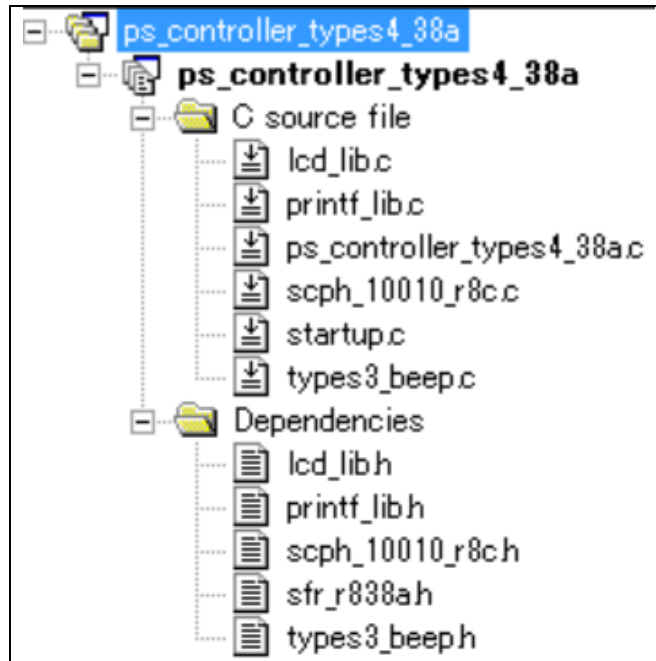 ps_controller_types4_38a
ps_controller_types4_38a
C source file
lcd_lib.c
printf_lib.c
ps_controller_types4_38a.c
scph_10010_r8c.c
startup.c
types3_beep.c
Dependencies
lcd_lib.h
printf_lib.h
scph_10010_r8c.h
sfr_r838a.h
types3_beep.h